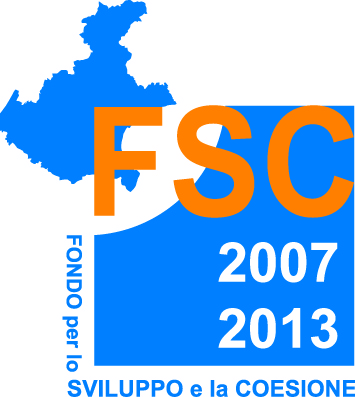 FSC
2007
2013
FONDO per lo
SVILUPPO e la COESIONE